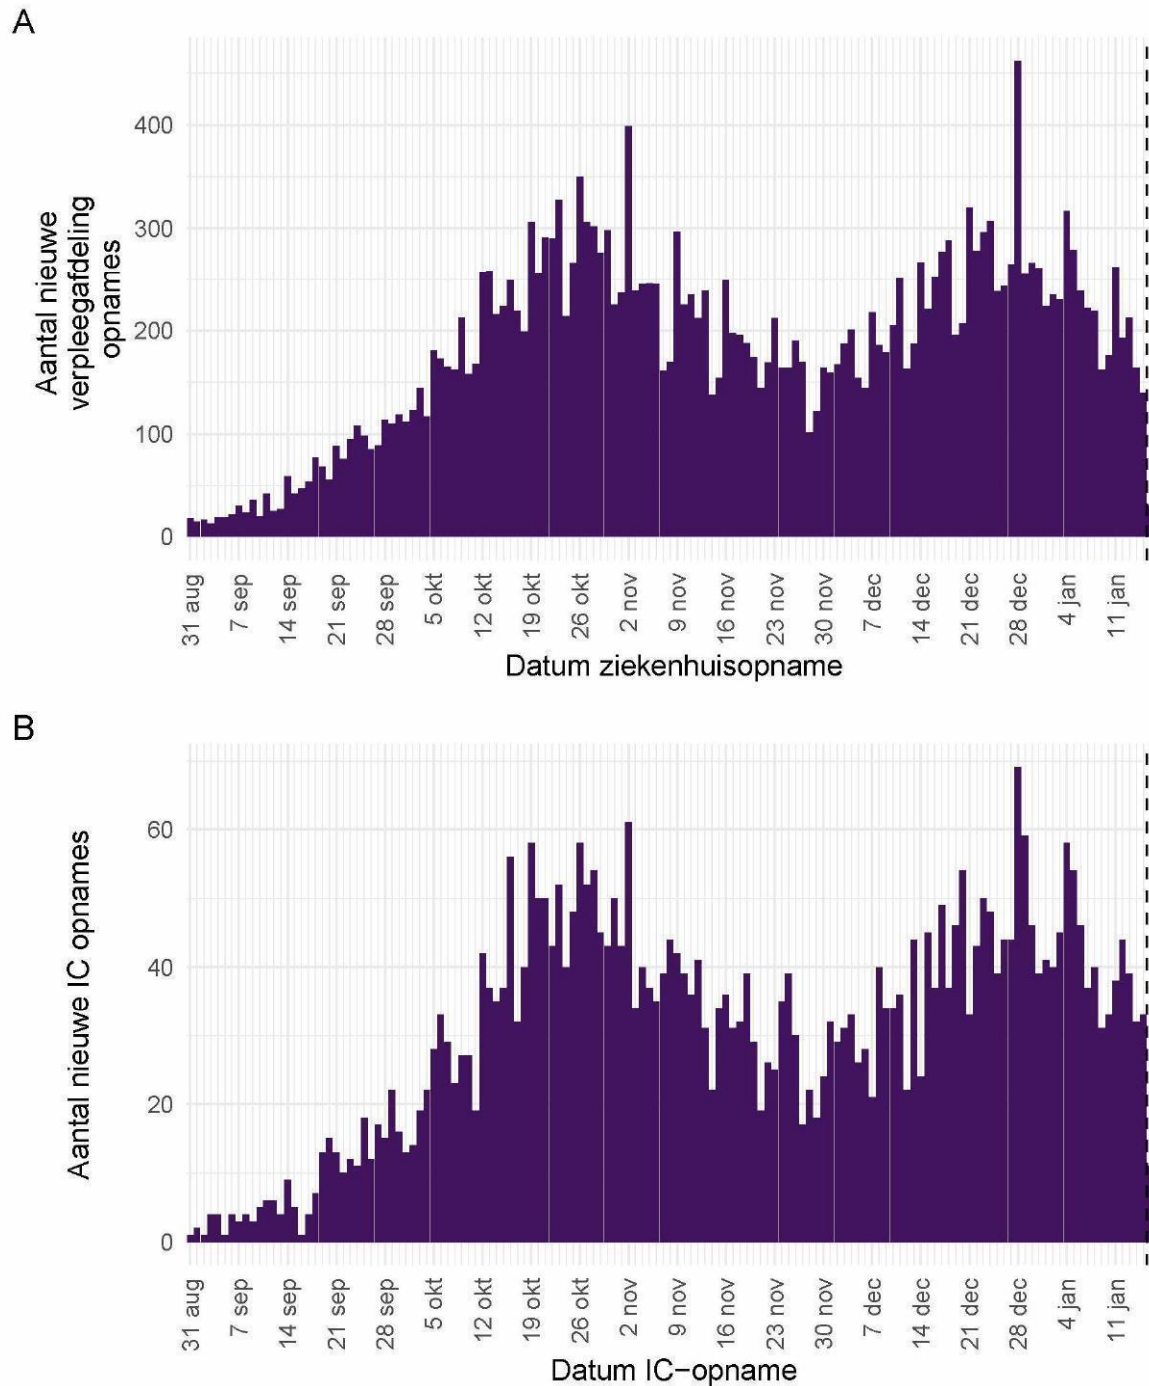 A
Aantal nieuwe
verpleegafdeling
opnames
400
300
200
100
0
31 aug
7 sep
14 sep
21 sep
28 sep
5 okt
12 okt
19 okt
26 okt
2 nov
9 nov
16 nov
23 nov
30 nov
7 dec
14 dec
21 dec
28 dec
4 jan
11 jan
Datum ziekenhuisopname
B
Aantal nieuwe IC opnames
60
40
20
0
31 aug
7 sep
14 sep
21 sep
28 sep
5 okt
12 okt
19 okt
26 okt
2 nov
9 nov
16 nov
23 nov
30 nov
7 dec
14 dec
21 dec
28 dec
4 jan
11 jan
Datum IC−opname